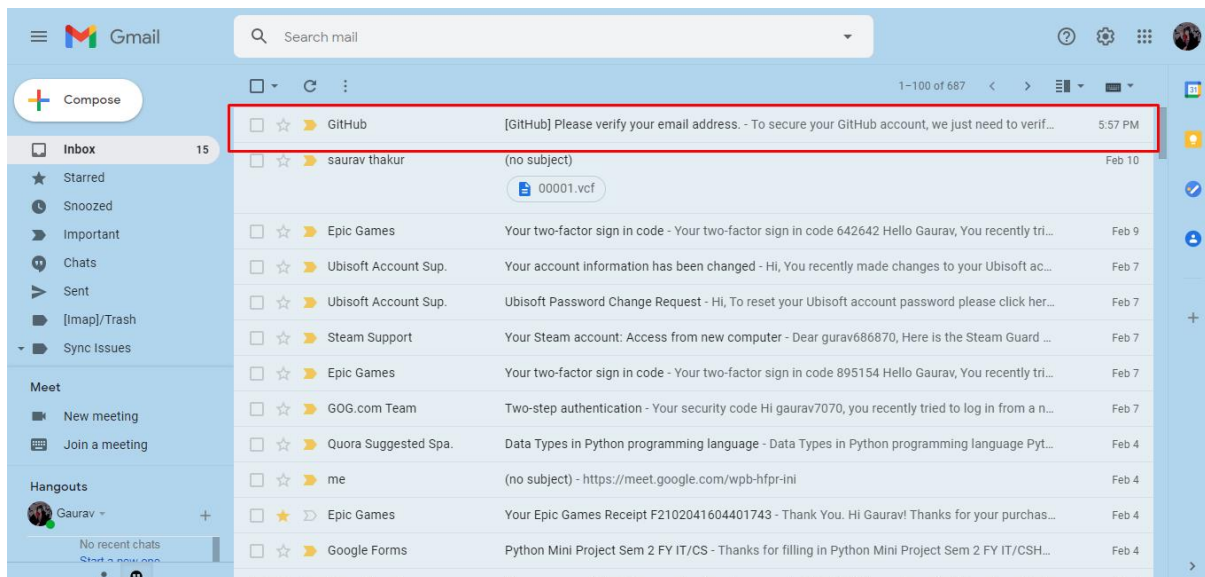 Gmail
Search mail
Compose
1–100 of 687
31
GitHub [GitHub] Please verify your email address. - To secure your GitHub account, we just need to verif... 5:57 PM
Inbox 15
saurav thakur (no subject) Feb 10
Starred
00001.vcf
Snoozed
Important
Epic Games Your two-factor sign in code - Your two-factor sign in code 642642 Hello Gaurav, You recently tri... Feb 9
Chats
Ubisoft Account Sup. Your account information has been changed - Hi, You recently made changes to your Ubisoft ac... Feb 7
Sent
Ubisoft Account Sup. Ubisoft Password Change Request - Hi, To reset your Ubisoft account password please click her... Feb 7
[Imap]/Trash
Steam Support Your Steam account: Access from new computer - Dear gurav686870, Here is the Steam Guard ... Feb 7
Sync Issues
Epic Games Your two-factor sign in code - Your two-factor sign in code 895154 Hello Gaurav, You recently tri... Feb 7
Meet
New meeting
GOG.com Team Two-step authentication - Your security code Hi gaurav7070, you recently tried to log in from a n... Feb 7
Join a meeting
Quora Suggested Spa. Data Types in Python programming language - Data Types in Python programming language Pyt... Feb 4
me (no subject) - https://meet.google.com/wpb-hfpr-ini Feb 4
Hangouts
Gaurav
Epic Games Your Epic Games Receipt F2102041604401743 - Thank You. Hi Gaurav! Thanks for your purchas... Feb 4
No recent chats
Google Forms Python Mini Project Sem 2 FY IT/CS - Thanks for filling in Python Mini Project Sem 2 FY IT/CSH... Feb 4
Start a new one